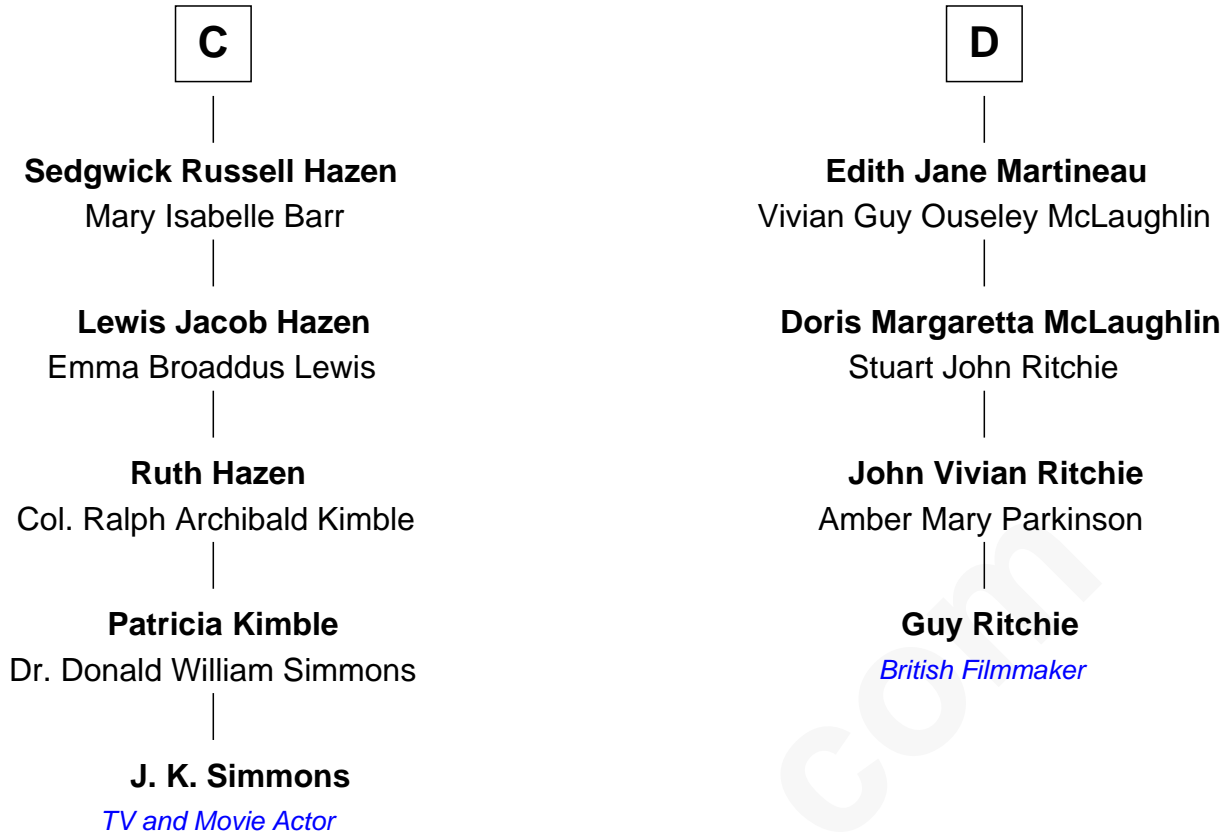 C
Sedgwick Russell Hazen
Mary Isabelle Barr
Lewis Jacob Hazen
Emma Broaddus Lewis
Ruth Hazen
Col. Ralph Archibald Kimble
Patricia Kimble
Dr. Donald William Simmons
J. K. Simmons
TV and Movie Actor
D
Edith Jane Martineau
Vivian Guy Ouseley McLaughlin
Doris Margaretta McLaughlin
Stuart John Ritchie
John Vivian Ritchie
Amber Mary Parkinson
Guy Ritchie
British Filmmaker
com